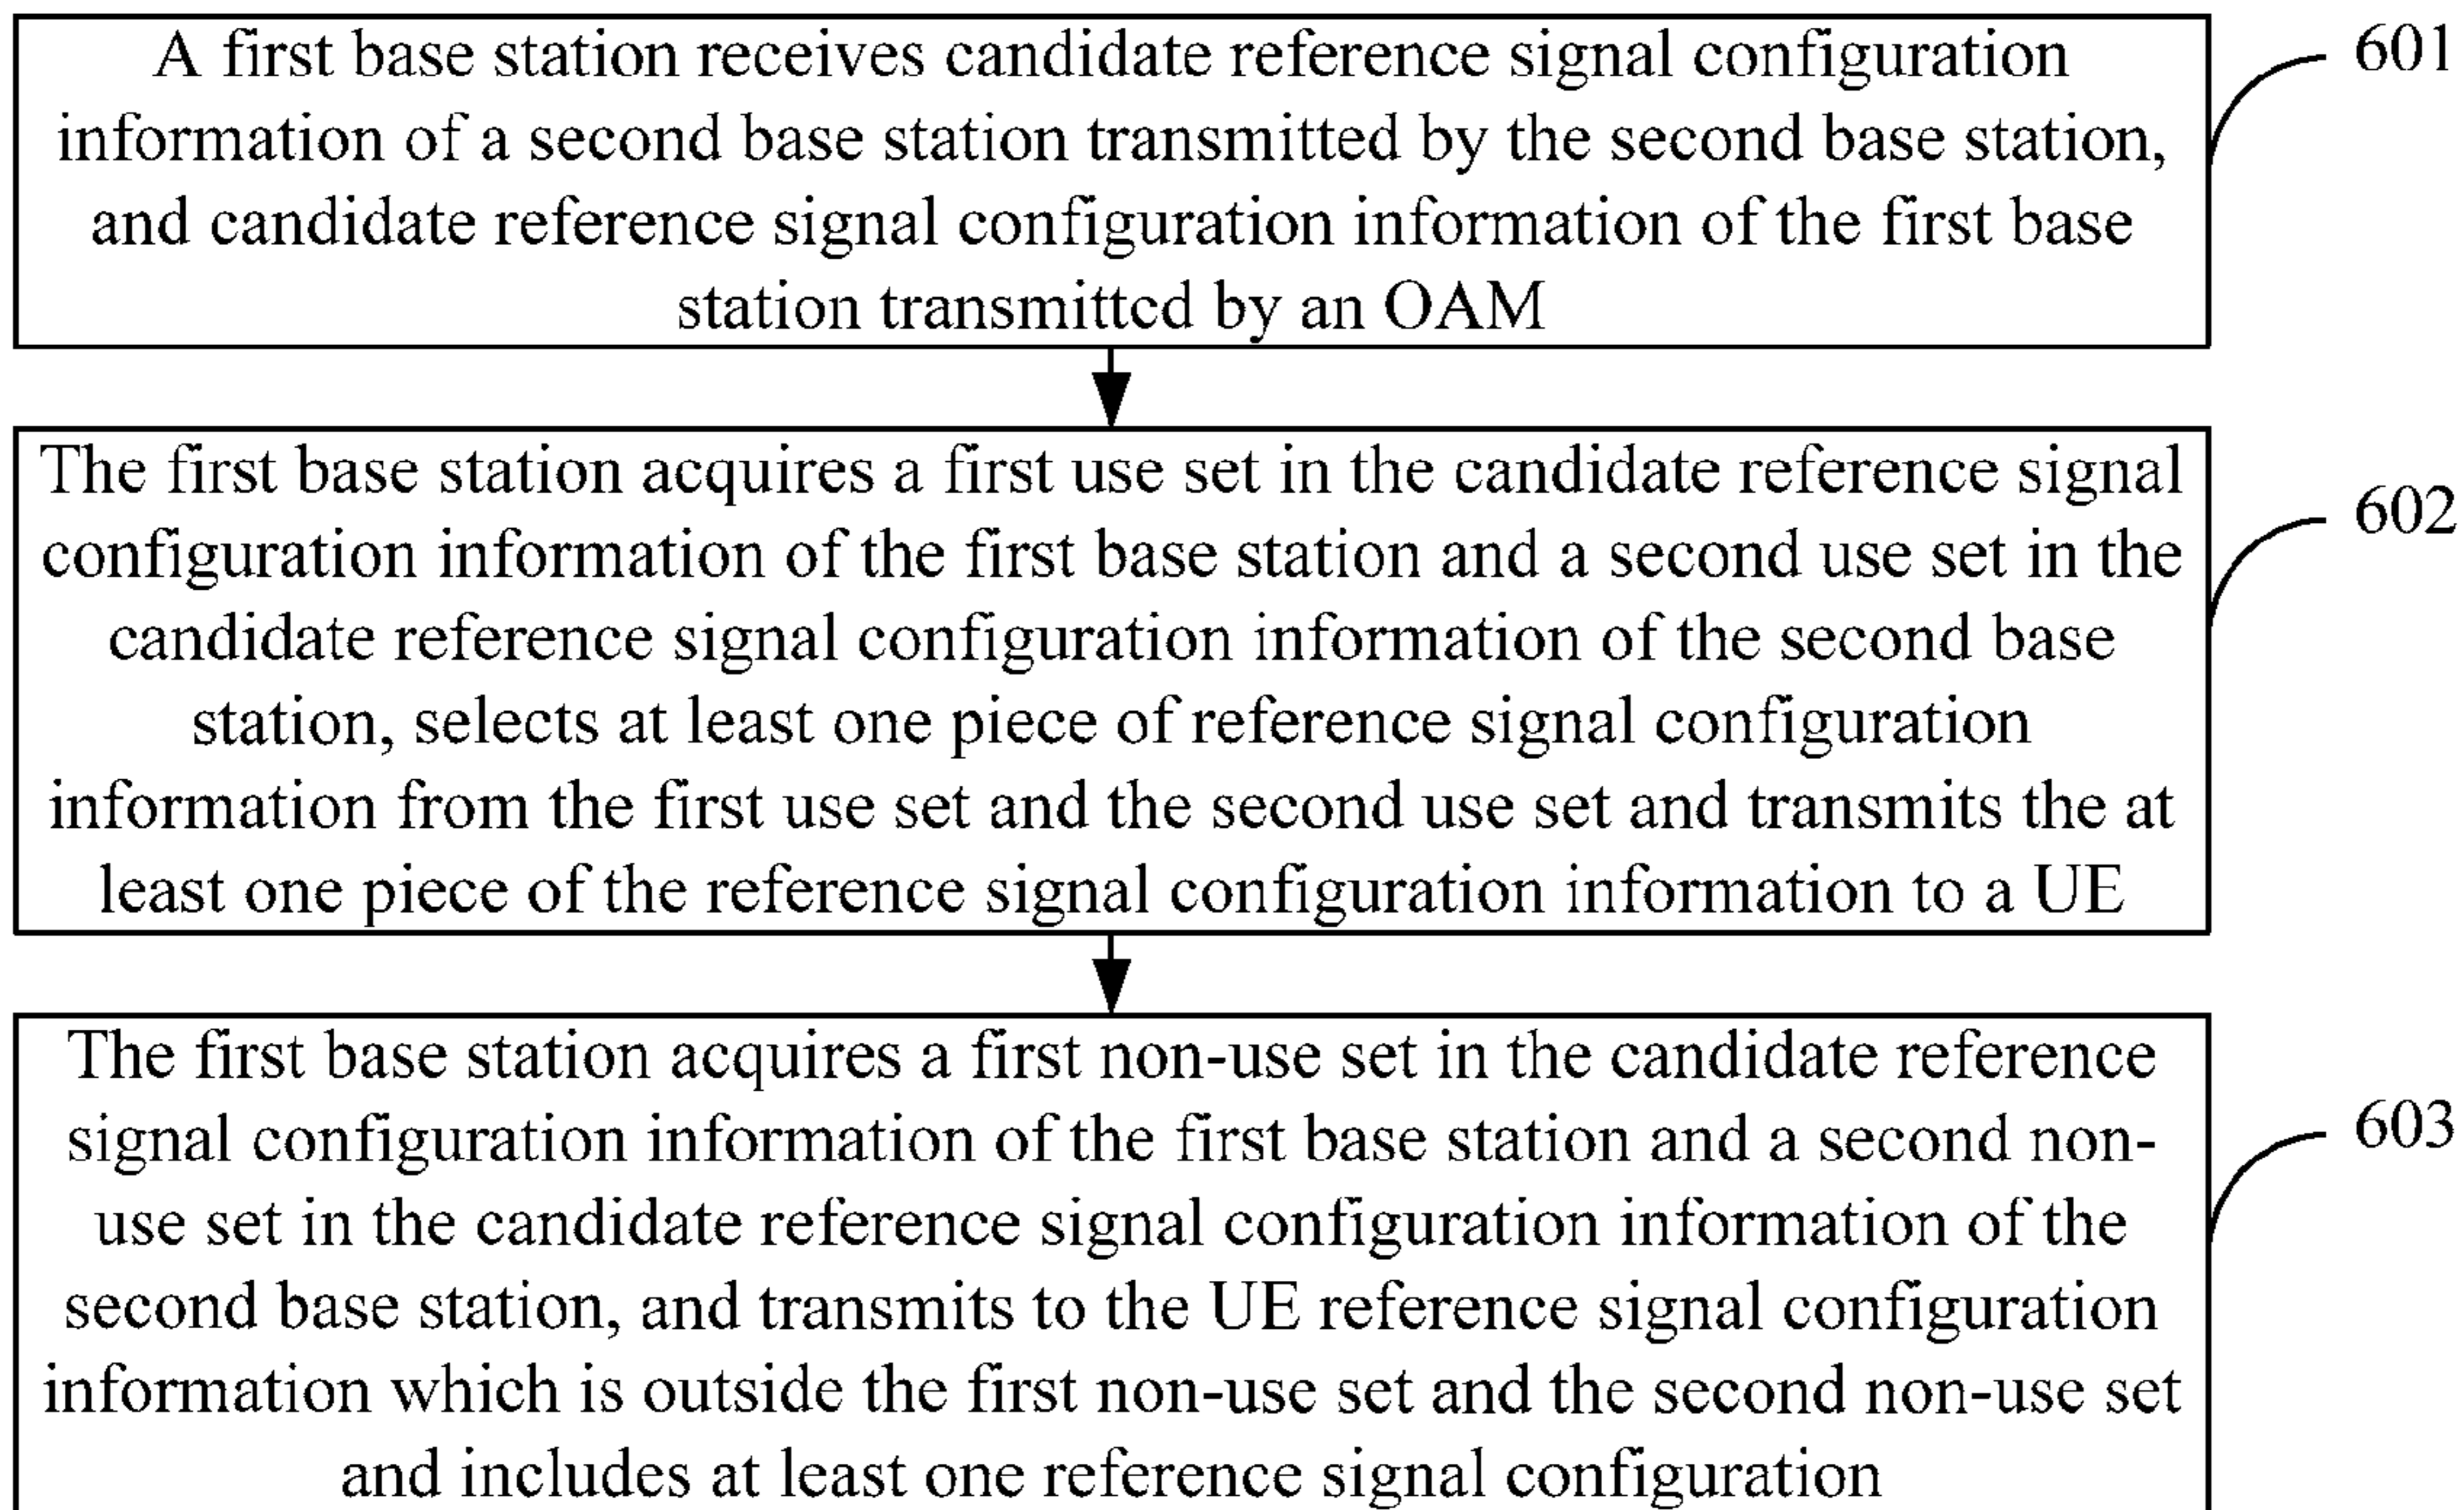 A first base station receives candidate reference signal configuration
information of a second base station transmitted by the second base station,
and candidate reference signal configuration information of the first base
station transmitted by an OAM
601
The first base station acquires a first use set in the candidate reference signal
configuration information of the first base station and a second use set in the
candidate reference signal configuration information of the second base
station, selects at least one piece of reference signal configuration
information from the first use set and the second use set and transmits the at
least one piece of the reference signal configuration information to a UE
602
The first base station acquires a first non-use set in the candidate reference
signal configuration information of the first base station and a second non-
use set in the candidate reference signal configuration information of the
second base station, and transmits to the UE reference signal configuration
information which is outside the first non-use set and the second non-use set
and includes at least one reference signal configuration
603